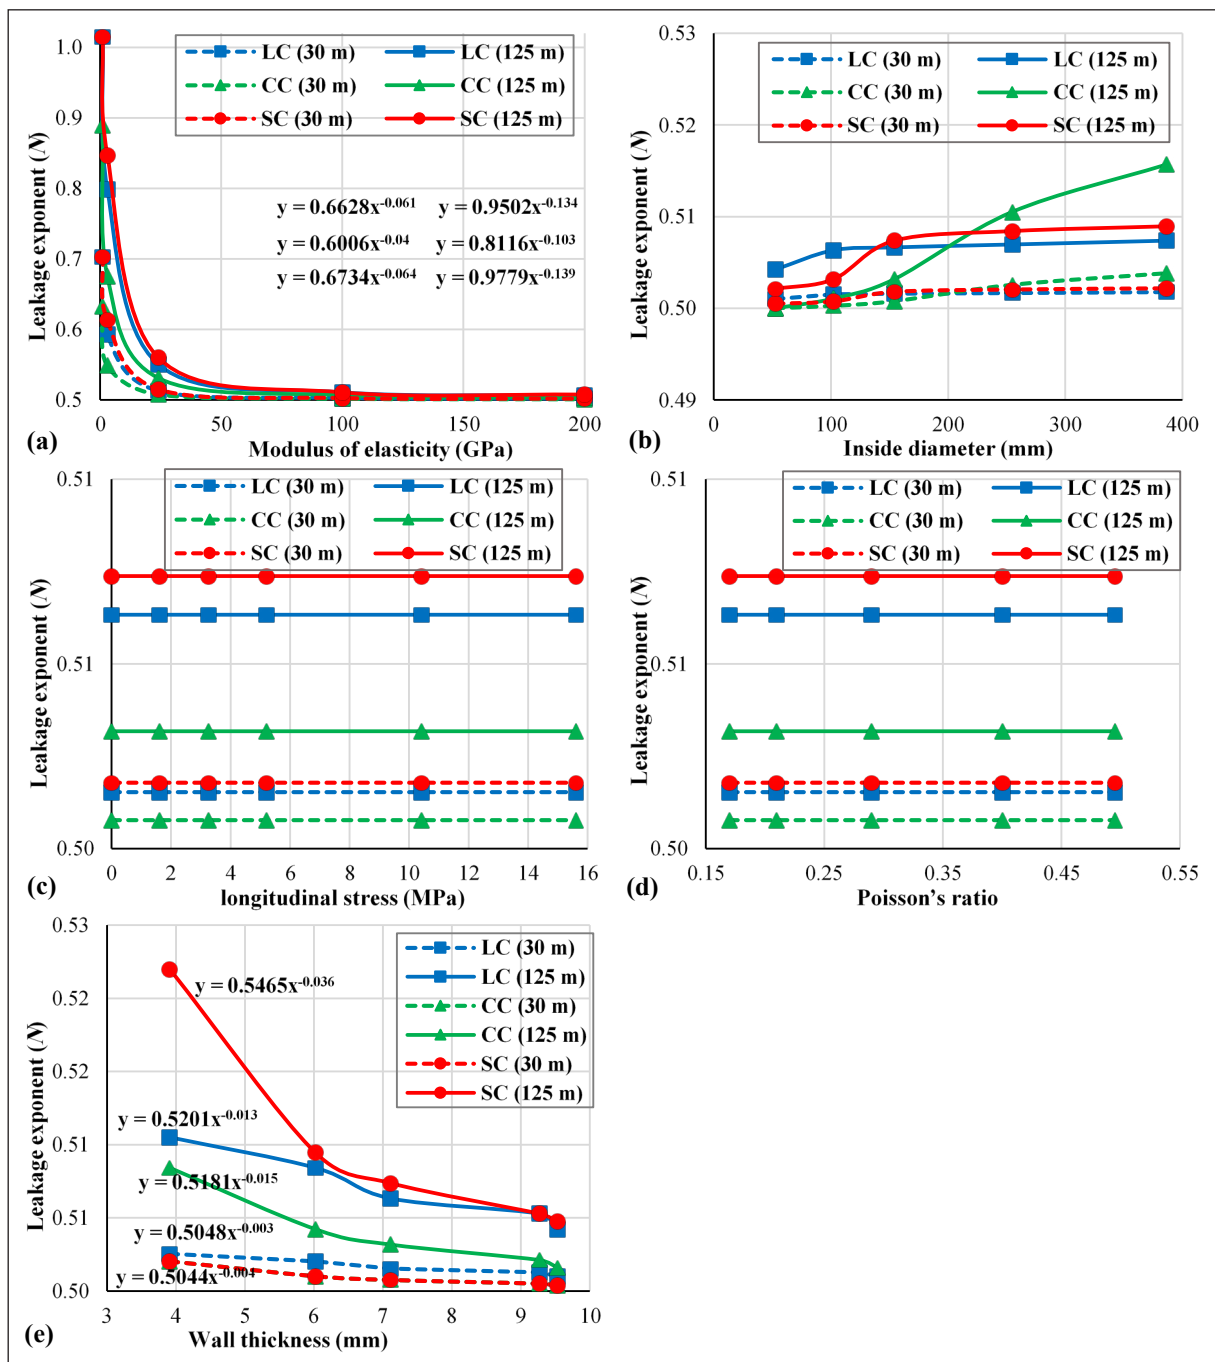 LC (30 m) LC (125 m)
CC (30 m) CC (125 m)
SC (30 m) SC (125 m)
y = 0.6628x^-0.061 y = 0.9502x^-0.134
y = 0.6006x^-0.04 y = 0.8116x^-0.103
y = 0.6734x^-0.064 y = 0.9779x^-0.139
Leakage exponent (N)
1.0
0.9
0.8
0.7
0.6
0.5
0 50 100 150 200
(a) Modulus of elasticity (GPa)
LC (30 m) LC (125 m)
CC (30 m) CC (125 m)
SC (30 m) SC (125 m)
Leakage exponent (N)
0.53
0.52
0.51
0.50
0.49
0 100 200 300 400
(b) Inside diameter (mm)
LC (30 m) LC (125 m)
CC (30 m) CC (125 m)
SC (30 m) SC (125 m)
Leakage exponent (N)
0.51
0.51
0.50
0 2 4 6 8 10 12 14 16
(c) longitudinal stress (MPa)
LC (30 m) LC (125 m)
CC (30 m) CC (125 m)
SC (30 m) SC (125 m)
Leakage exponent (N)
0.51
0.51
0.50
0.15 0.25 0.35 0.45 0.55
(d) Poisson's ratio
LC (30 m)
LC (125 m)
CC (30 m)
CC (125 m)
SC (30 m)
SC (125 m)
y = 0.5465x^-0.036
y = 0.5201x^-0.013
y = 0.5181x^-0.015
y = 0.5048x^-0.003
y = 0.5044x^-0.004
Leakage exponent (N)
0.53
0.52
0.52
0.51
0.51
0.50
3 4 5 6 7 8 9 10
(e) Wall thickness (mm)